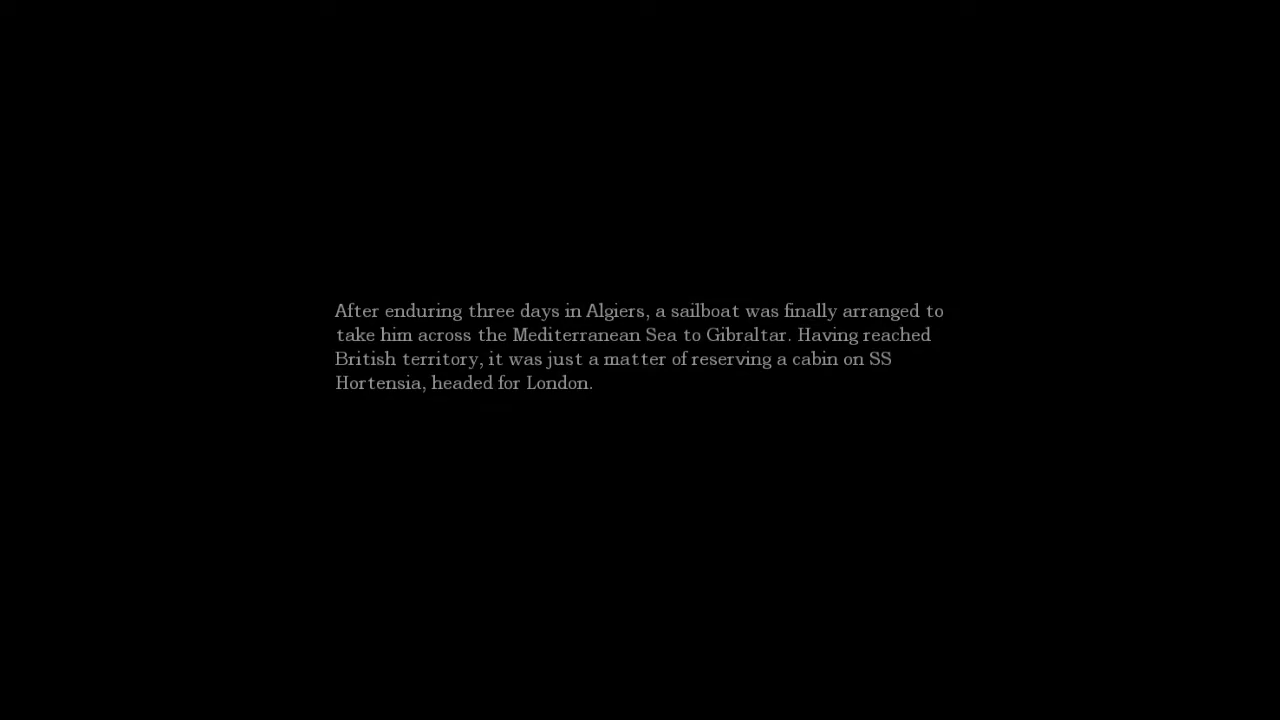 After enduring three days in Algiers, a sailboat was finally arranged to
take him across the Mediterranean Sea to Gibraltar. Having reached
British territory, it was just a matter of reserving a cabin on SS
Hortensia, headed for London.